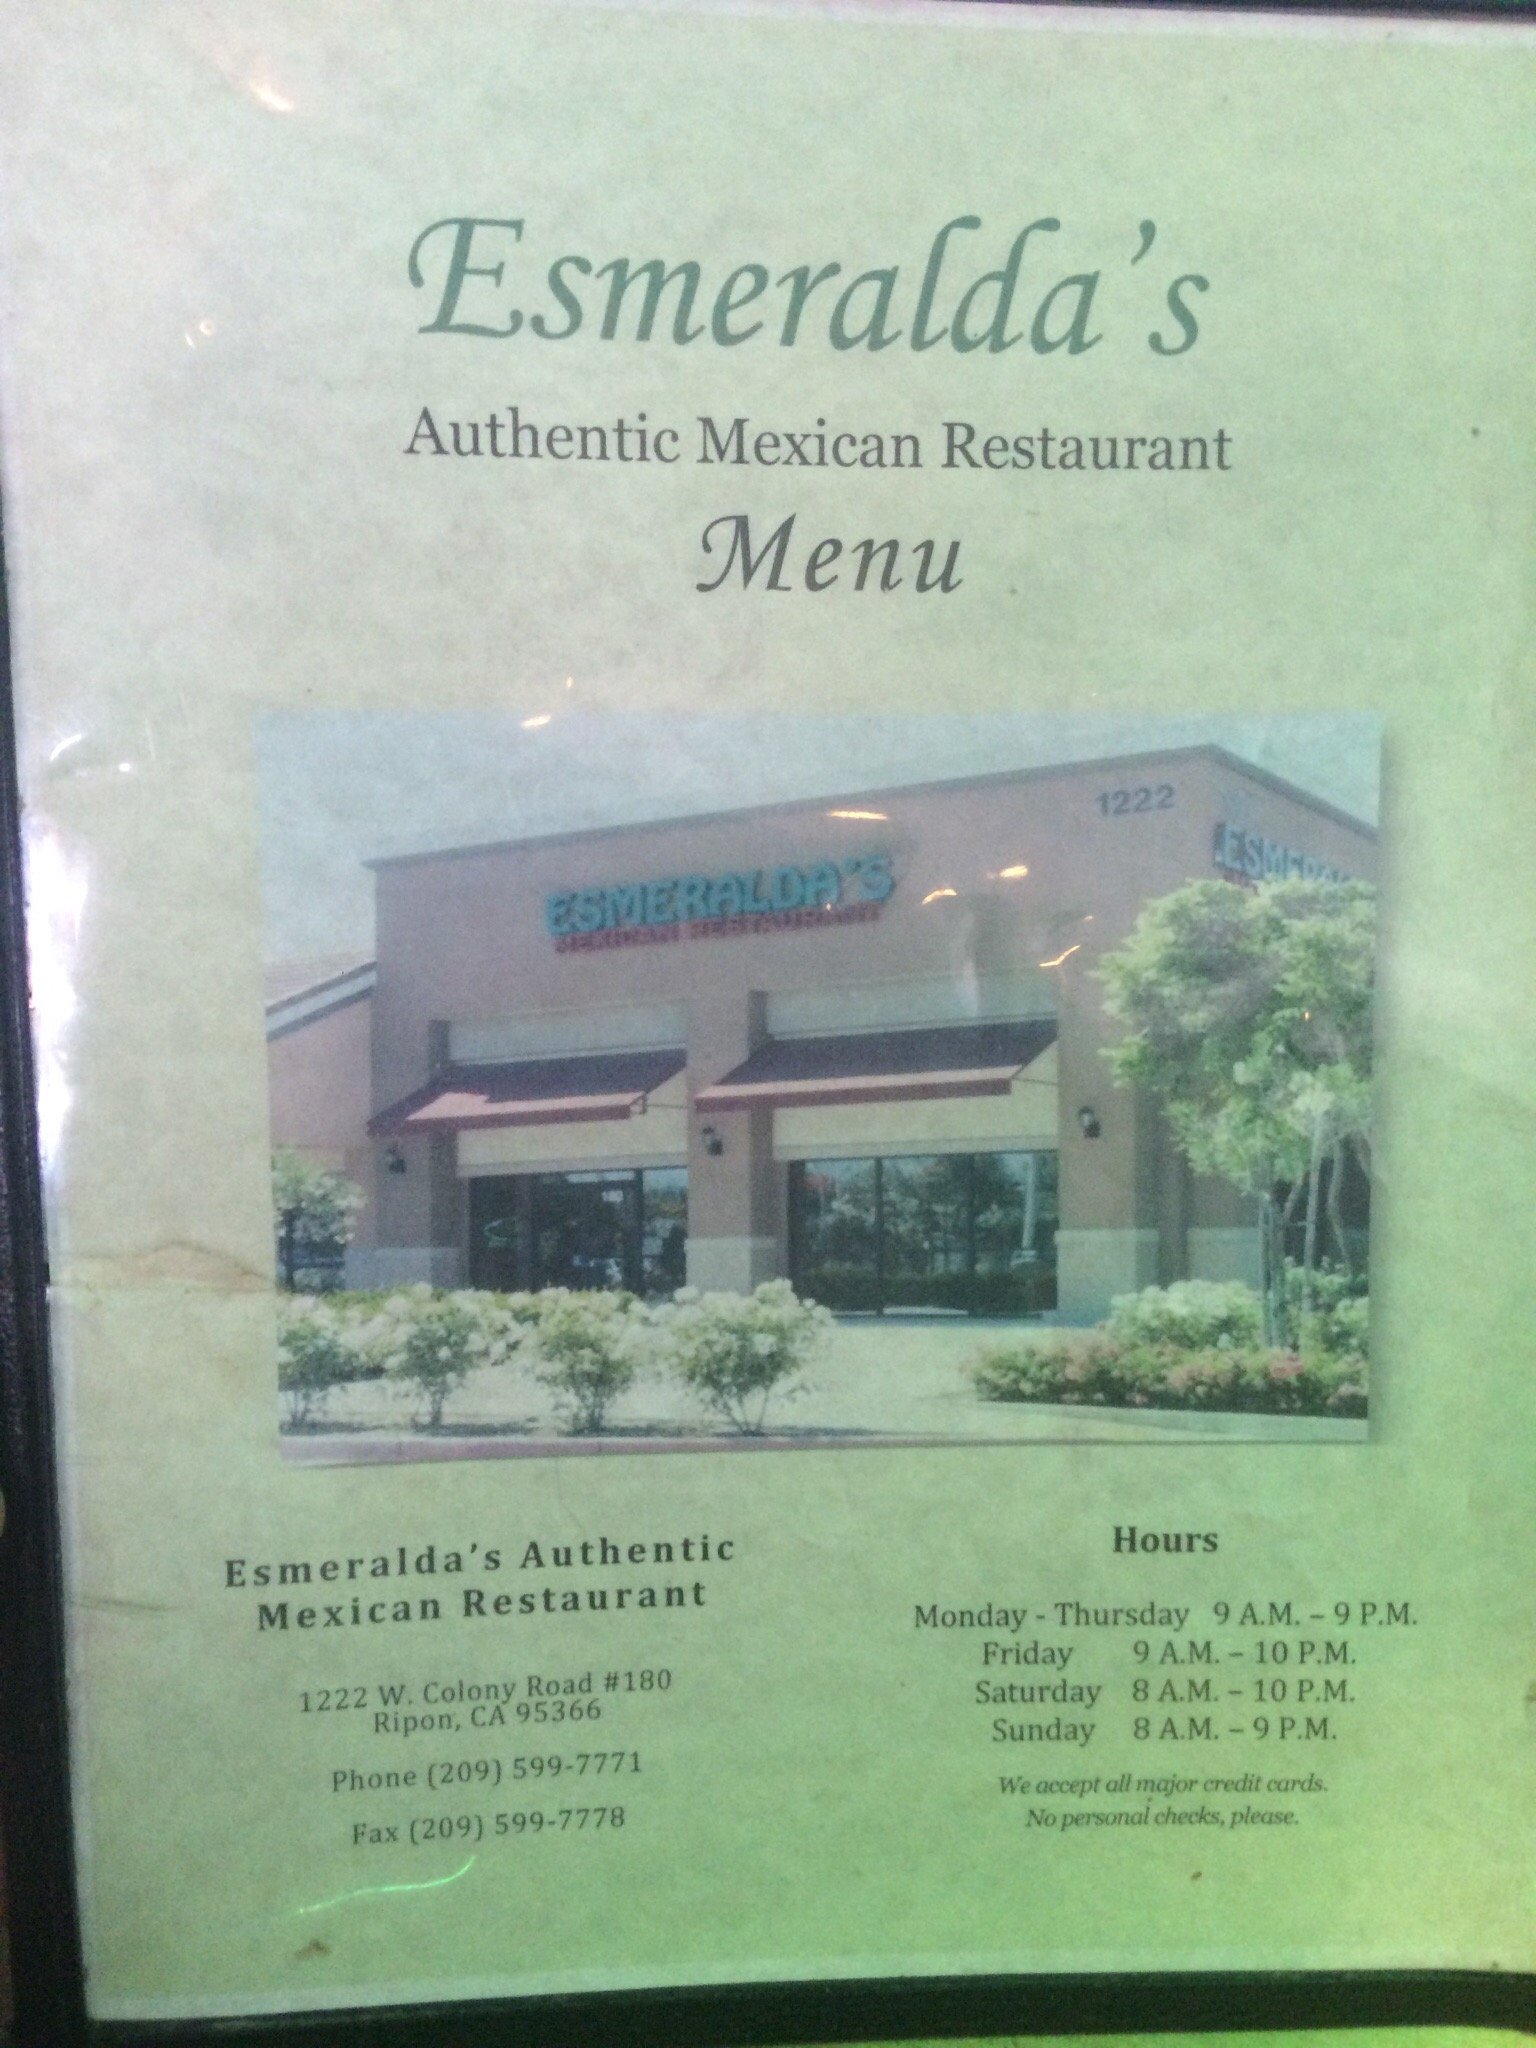 Esmeralda's
Authentic Mexican Restaurant
Menu
1222
ESMERALDA'S
MEXICAN RESTAURANT
Esmeralda's Authentic
Mexican Restaurant
1222 W. Colony Road #180
Ripon, CA 95366
Phone (209) 599-7771
Fax (209) 599-7778
Hours
Monday - Thursday 9 A.M. – 9 P.M.
Friday 9 A.M. – 10 P.M.
Saturday 8 A.M. – 10 P.M.
Sunday 8 A.M. – 9 P.M.
We accept all major credit cards.
No personal checks, please.